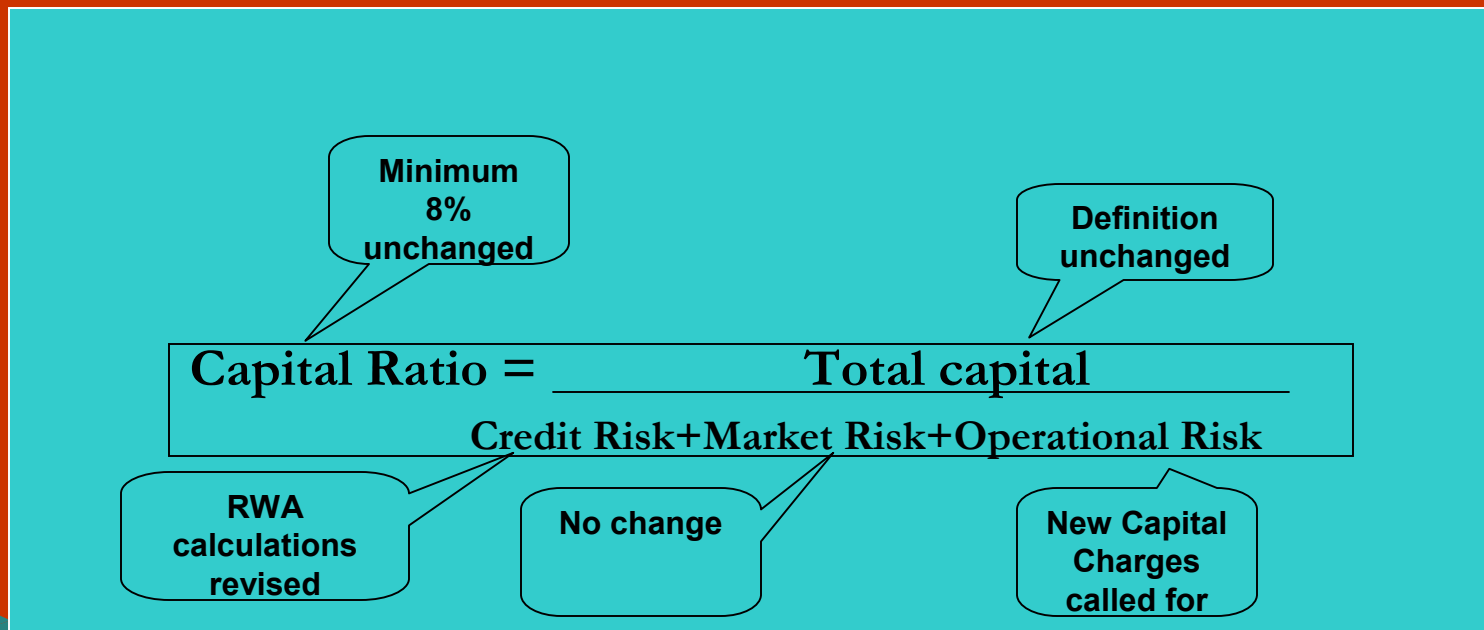 Minimum
8%
unchanged
Definition
unchanged
Capital Ratio = Total capital
Credit Risk+Market Risk+Operational Risk
RWA
calculations
revised
No change
New Capital
Charges
called for